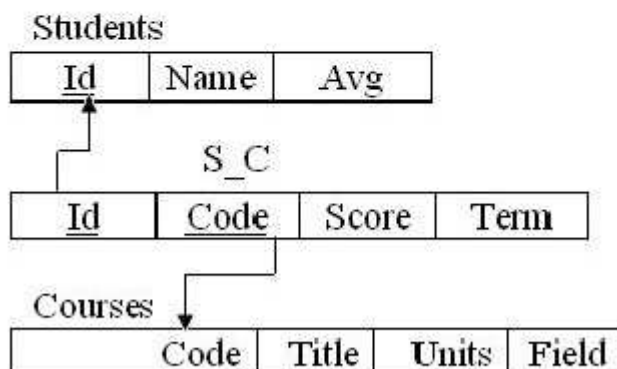 Students
Id Name Avg
S_C
Id Code Score Term
Courses
Code Title Units Field